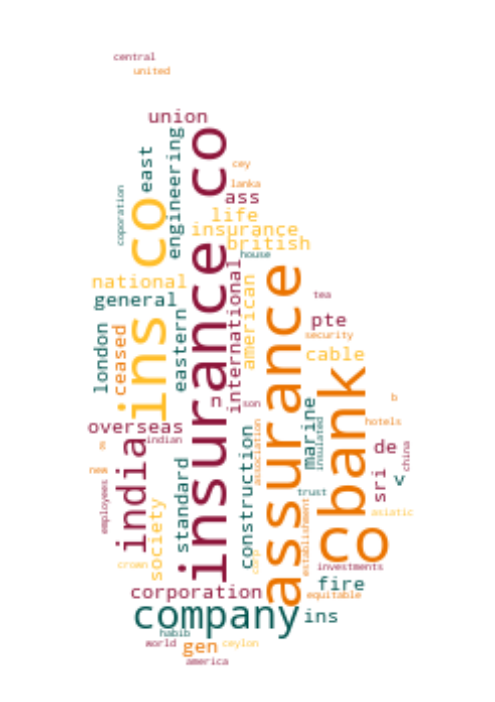 central
united
union
insurance co
east
engineering
cey
lanka
ass
coporation
ins co
life
insurance
british
house
national
general
international
american
assurance
tea
eastern
london
ceased
pte
security
cable
co
bank
n
son
b
overseas
indian
marine
insulated
hotels
g
india
construction
association
de
china
new
standard
sri
v
employees
society
trust
establishment
asiatic
crown
corp
investments
corporation
fire
equitable
company
ins
habib
world
gen
ceylon
america